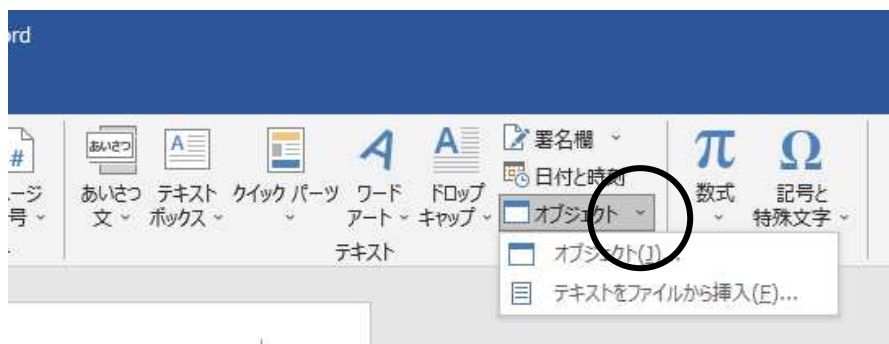 ord
#
ージ
号
あいさつ
あいさつ
文
A
テキスト
ボックス
クイック パーツ
A
ワード
アート
A
ドロップ
キャップ
署名欄
日付と時刻
オブジェクト
テキスト
π
数式
Ω
記号と
特殊文字
オブジェクト(J)...
テキストをファイルから挿入(F)...